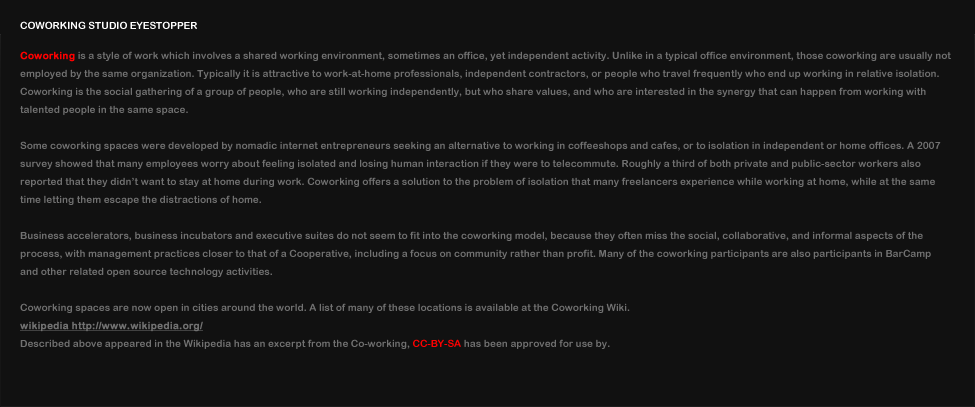 COWORKING STUDIO EYESTOPPER
Coworking is a style of work which involves a shared working environment, sometimes an office, yet independent activity. Unlike in a typical office environment, those coworking are usually not
employed by the same organization. Typically it is attractive to work-at-home professionals, independent contractors, or people who travel frequently who end up working in relative isolation.
Coworking is the social gathering of a group of people, who are still working independently, but who share values, and who are interested in the synergy that can happen from working with
talented people in the same space.
Some coworking spaces were developed by nomadic internet entrepreneurs seeking an alternative to working in coffeeshops and cafes, or to isolation in independent or home offices. A 2007
survey showed that many employees worry about feeling isolated and losing human interaction if they were to telecommute. Roughly a third of both private and public-sector workers also
reported that they didn't want to stay at home during work. Coworking offers a solution to the problem of isolation that many freelancers experience while working at home, while at the same
time letting them escape the distractions of home.
Business accelerators, business incubators and executive suites do not seem to fit into the coworking model, because they often miss the social, collaborative, and informal aspects of the
process, with management practices closer to that of a Cooperative, including a focus on community rather than profit. Many of the coworking participants are also participants in BarCamp
and other related open source technology activities.
Coworking spaces are now open in cities around the world. A list of many of these locations is available at the Coworking Wiki.
wikipedia http://www.wikipedia.org/
Described above appeared in the Wikipedia has an excerpt from the Co-working, CC-BY-SA has been approved for use by.